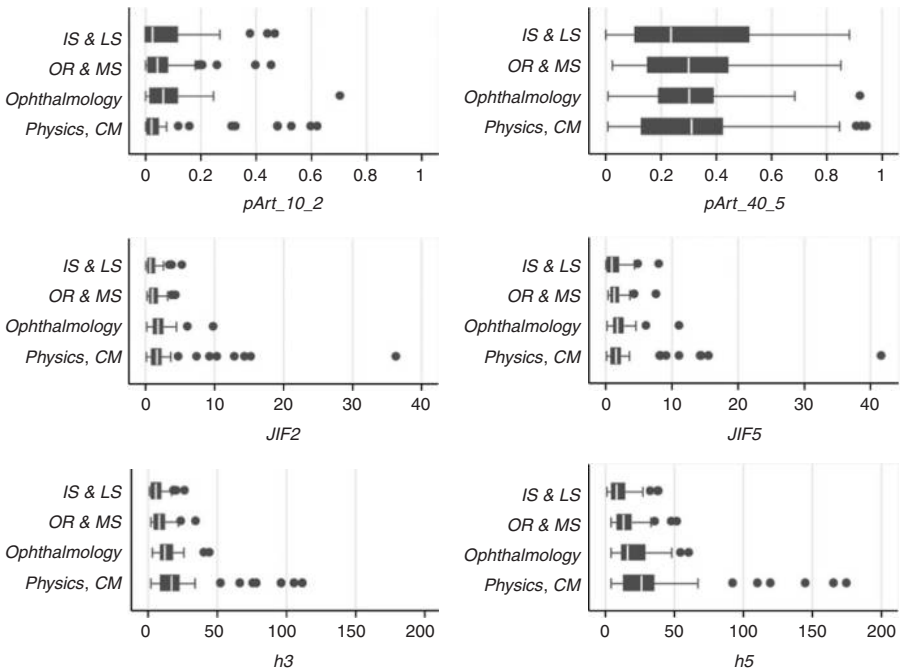 IS & LS
OR & MS
Ophthalmology
Physics, CM
0 0.2 0.4 0.6 0.8 1
pArt_10_2
IS & LS
OR & MS
Ophthalmology
Physics, CM
0 0.2 0.4 0.6 0.8 1
pArt_40_5
IS & LS
OR & MS
Ophthalmology
Physics, CM
0 10 20 30 40
JIF2
IS & LS
OR & MS
Ophthalmology
Physics, CM
0 10 20 30 40
JIF5
IS & LS
OR & MS
Ophthalmology
Physics, CM
0 50 100 150 200
h3
IS & LS
OR & MS
Ophthalmology
Physics, CM
0 50 100 150 200
h5